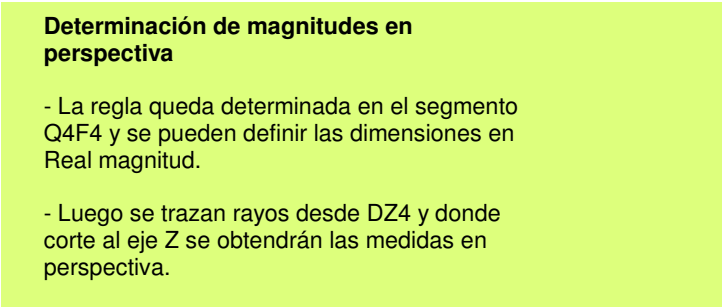 Determinación de magnitudes en
perspectiva
- La regla queda determinada en el segmento
Q4F4 y se pueden definir las dimensiones en
Real magnitud.
- Luego se trazan rayos desde DZ4 y donde
corte al eje Z se obtendrán las medidas en
perspectiva.